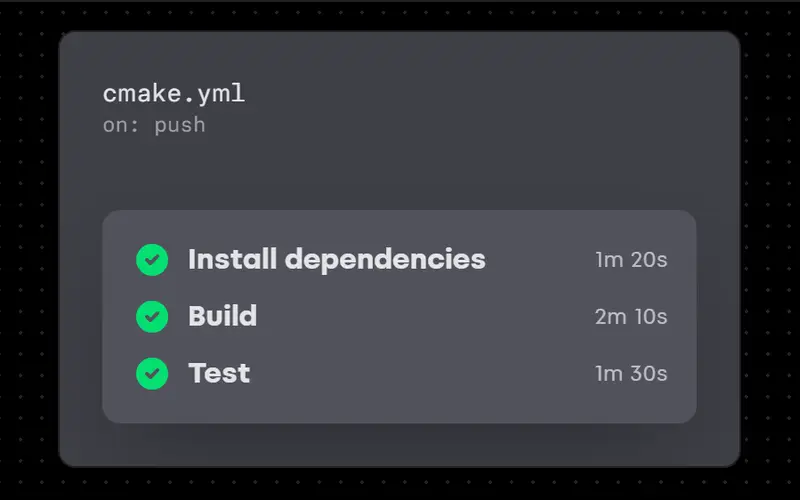 cmake.yml
on: push
Install dependencies 1m 20s
Build 2m 10s
Test 1m 30s